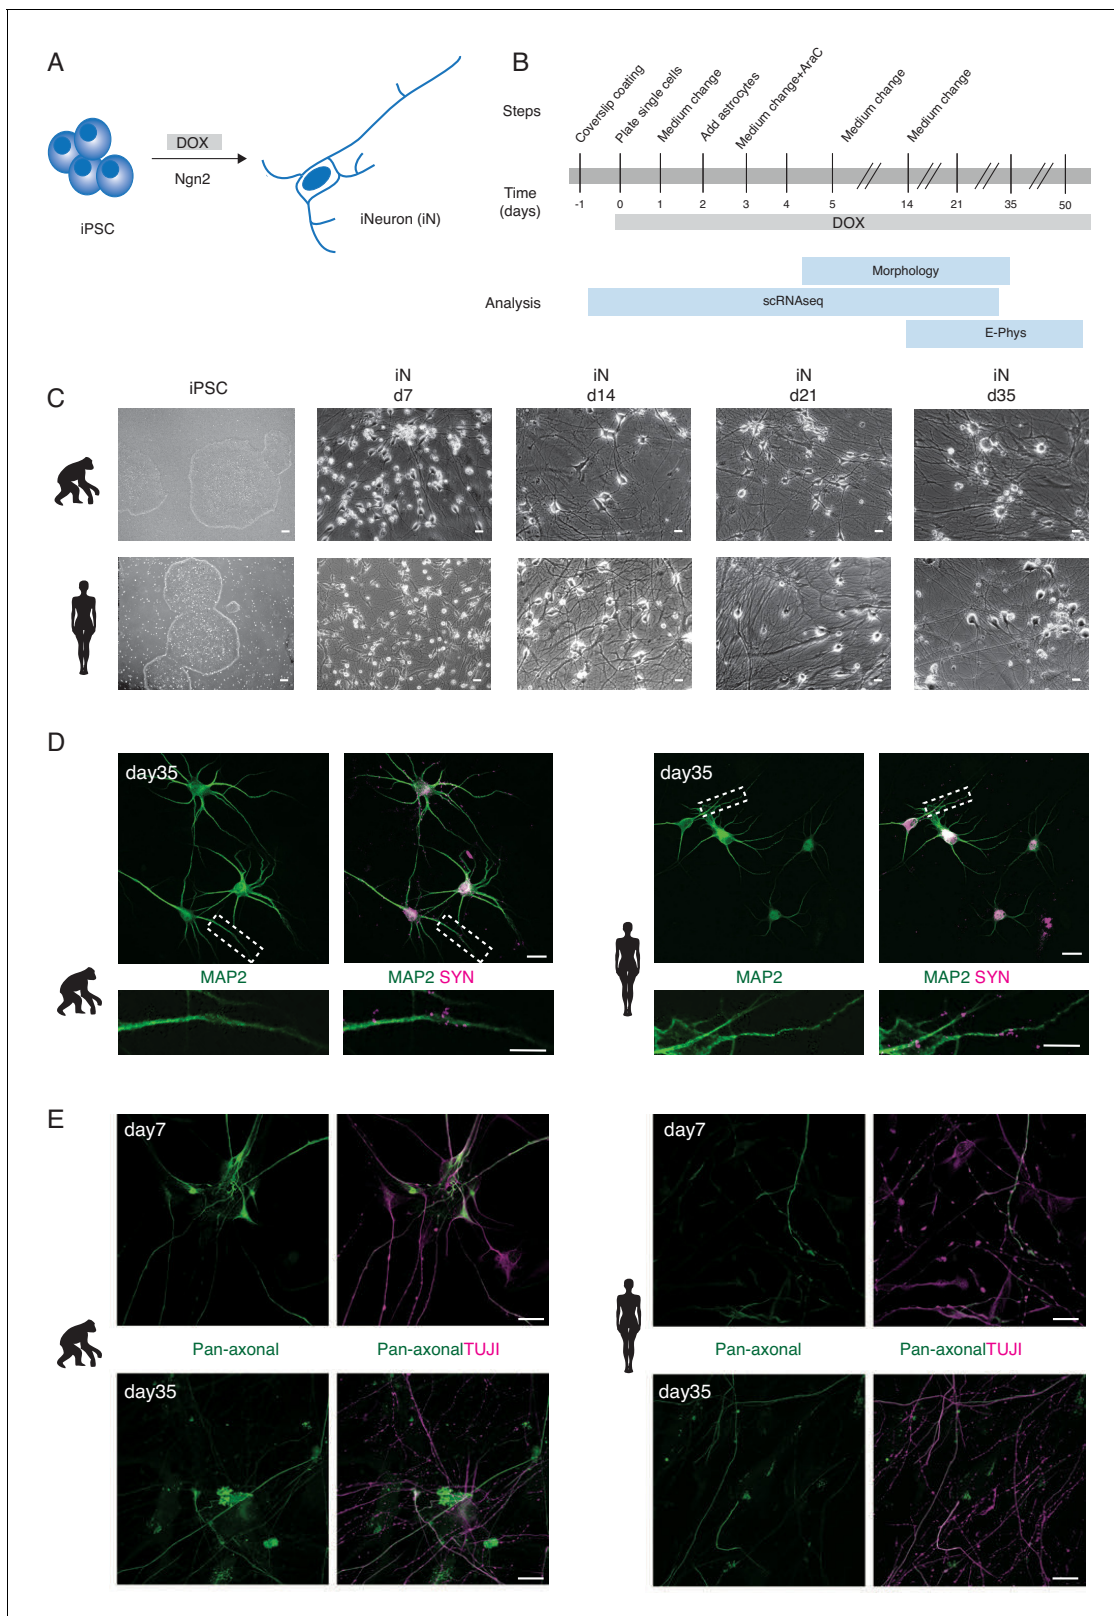 A
DOX
Ngn2
iPSC
iNeuron (iN)
B
Steps
Coverslip coating
Plate single cells
Medium change
Add astrocytes
Medium change+AraC
Medium change
Medium change
Time
(days)
-1 0 1 2 3 4 5 14 21 35 50
DOX
Analysis
Morphology
scRNAseq
E-Phys
C
iPSC
iN
d7
iN
d14
iN
d21
iN
d35
D
day35
day35
MAP2
MAP2 SYN
MAP2
MAP2 SYN
E
day7
day7
Pan-axonal
Pan-axonalTUJI
Pan-axonal
Pan-axonalTUJI
day35
day35